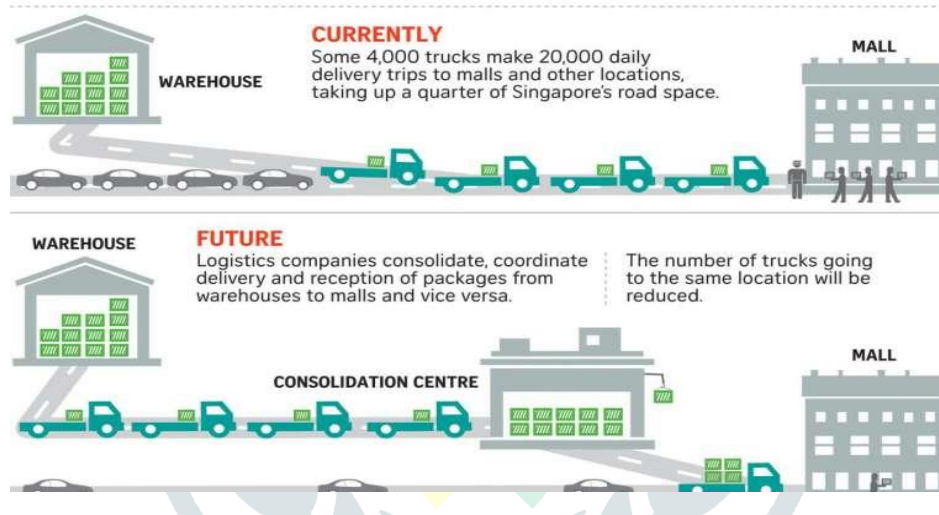 CURRENTLY
Some 4,000 trucks make 20,000 daily
delivery trips to malls and other locations,
taking up a quarter of Singapore's road space.
WAREHOUSE
MALL
WAREHOUSE
FUTURE
Logistics companies consolidate, coordinate
delivery and reception of packages from
warehouses to malls and vice versa.
The number of trucks going
to the same location will be
reduced.
CONSOLIDATION CENTRE
MALL